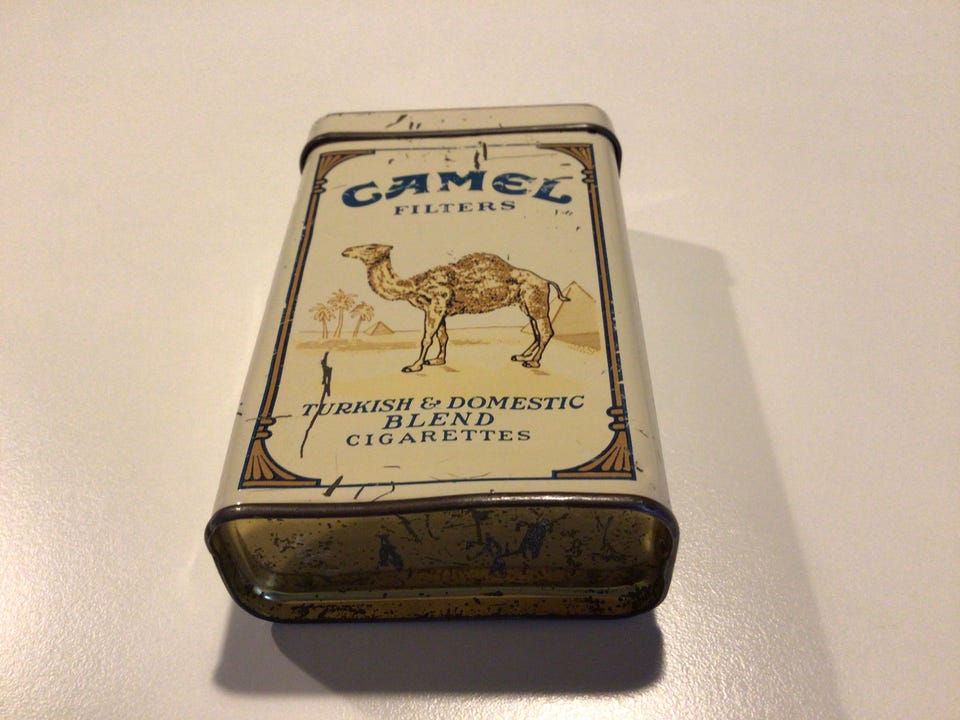 CAMEL
FILTERS
TURKISH & DOMESTIC
BLEND
CIGARETTES